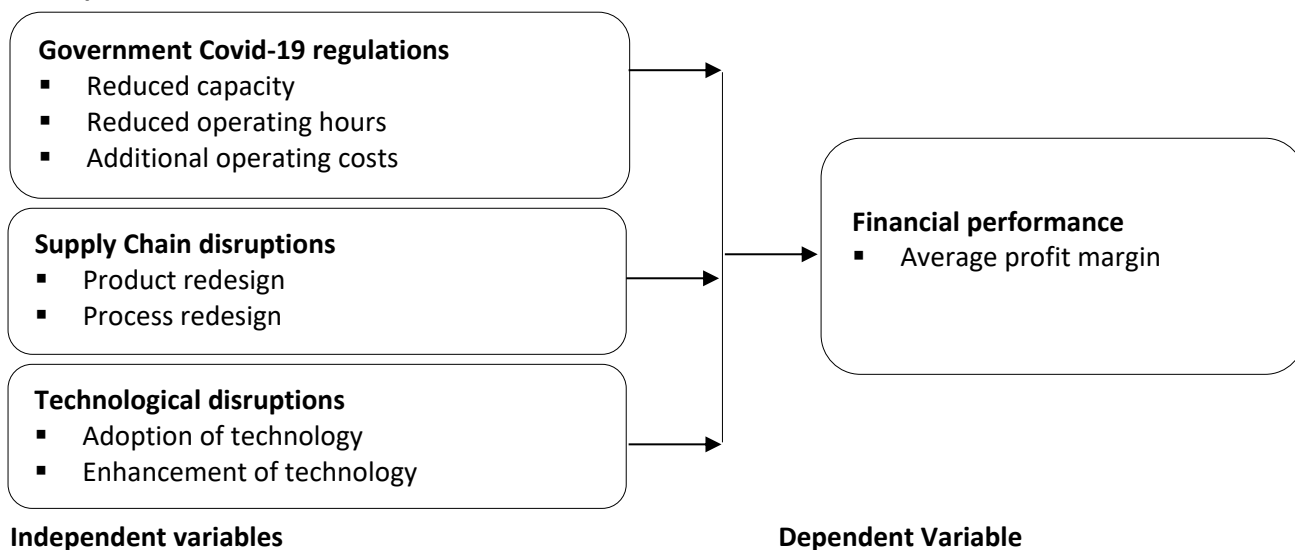 Government Covid-19 regulations
▪ Reduced capacity
▪ Reduced operating hours
▪ Additional operating costs
Supply Chain disruptions
▪ Product redesign
▪ Process redesign
Technological disruptions
▪ Adoption of technology
▪ Enhancement of technology
Independent variables
Financial performance
▪ Average profit margin
Dependent Variable